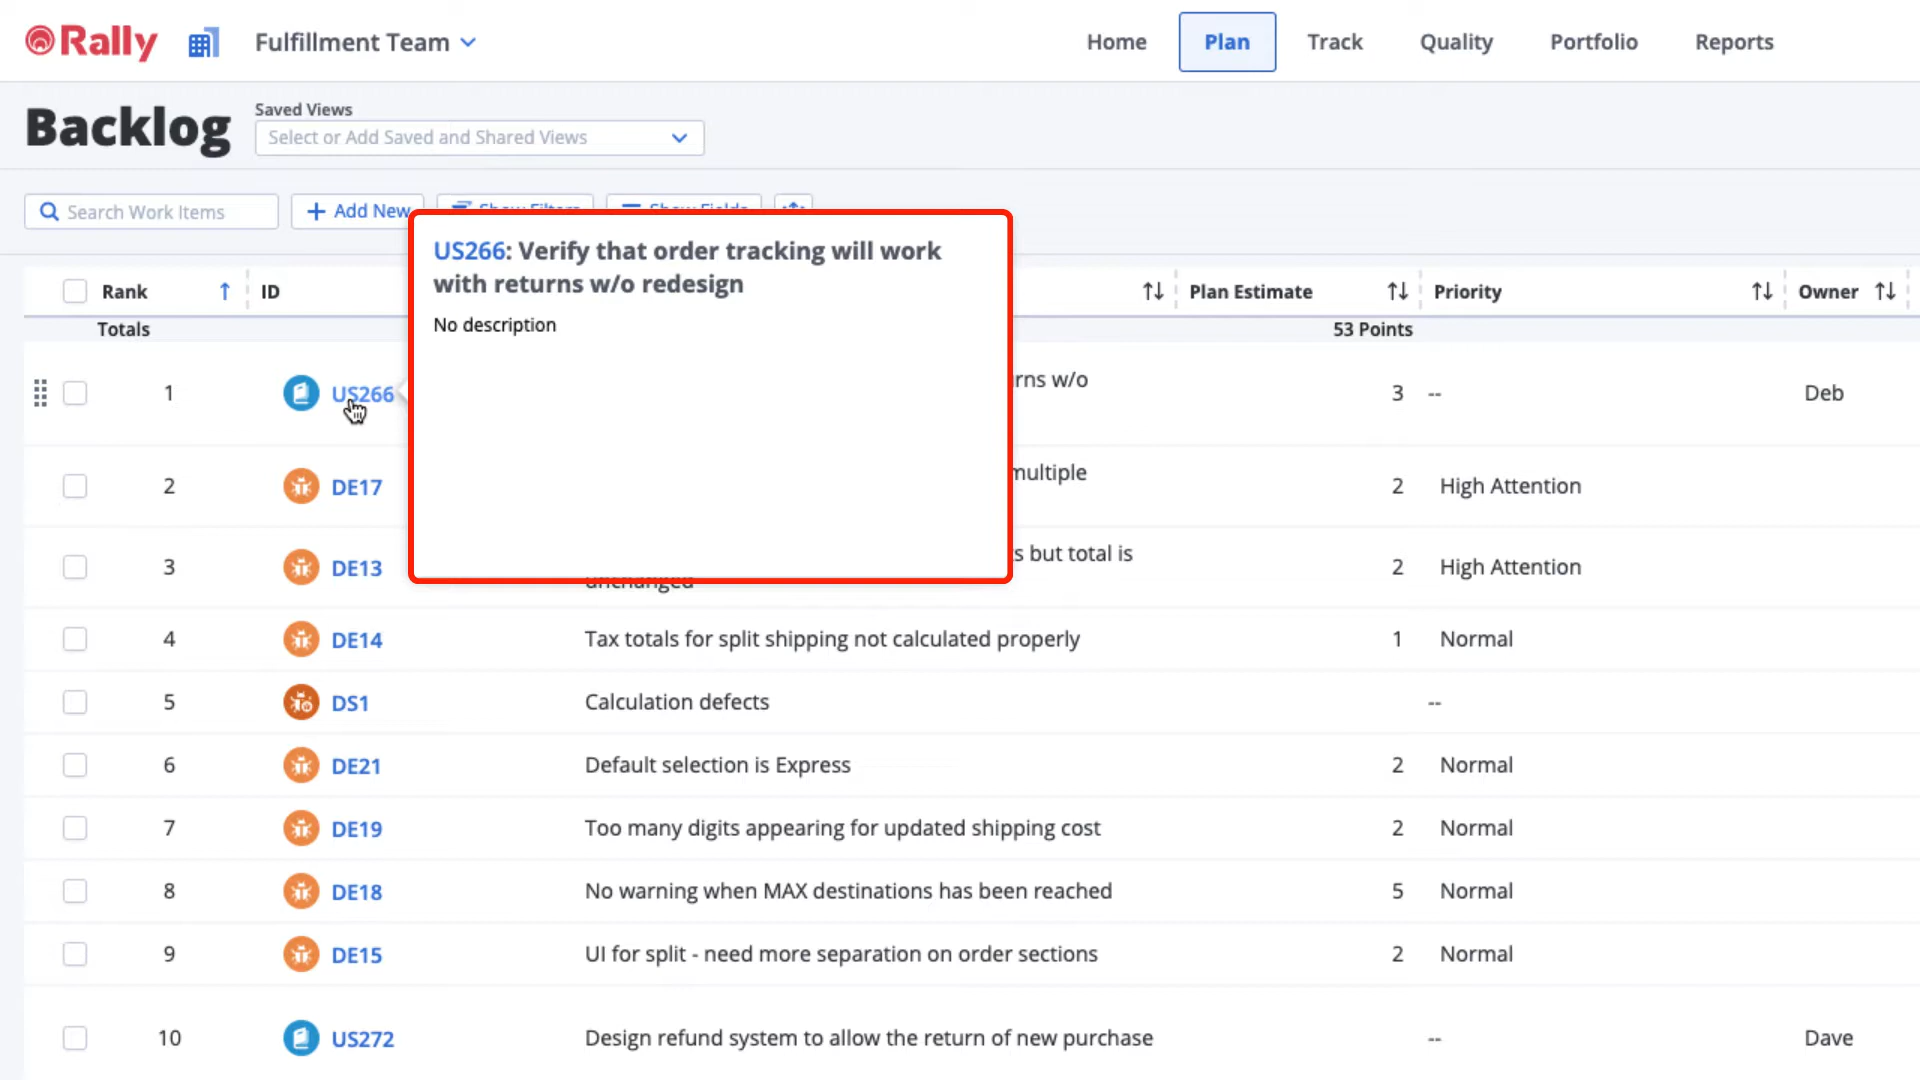 Rally
Fulfillment Team
Home
Plan
Track
Quality
Portfolio
Reports
Backlog
Saved Views
Select or Add Saved and Shared Views
Search Work Items
+ Add New
Show Filters
Show Fields
US266: Verify that order tracking will work
with returns w/o redesign
No description
Rank
ID
Plan Estimate
Priority
Owner
Totals
53 Points
1 US266 rns w/o 3 -- Deb
2 DE17 multiple 2 High Attention
3 DE13 s but total is 2 High Attention
unchanged
4 DE14 Tax totals for split shipping not calculated properly 1 Normal
5 DS1 Calculation defects --
6 DE21 Default selection is Express 2 Normal
7 DE19 Too many digits appearing for updated shipping cost 2 Normal
8 DE18 No warning when MAX destinations has been reached 5 Normal
9 DE15 UI for split - need more separation on order sections 2 Normal
10 US272 Design refund system to allow the return of new purchase -- Dave